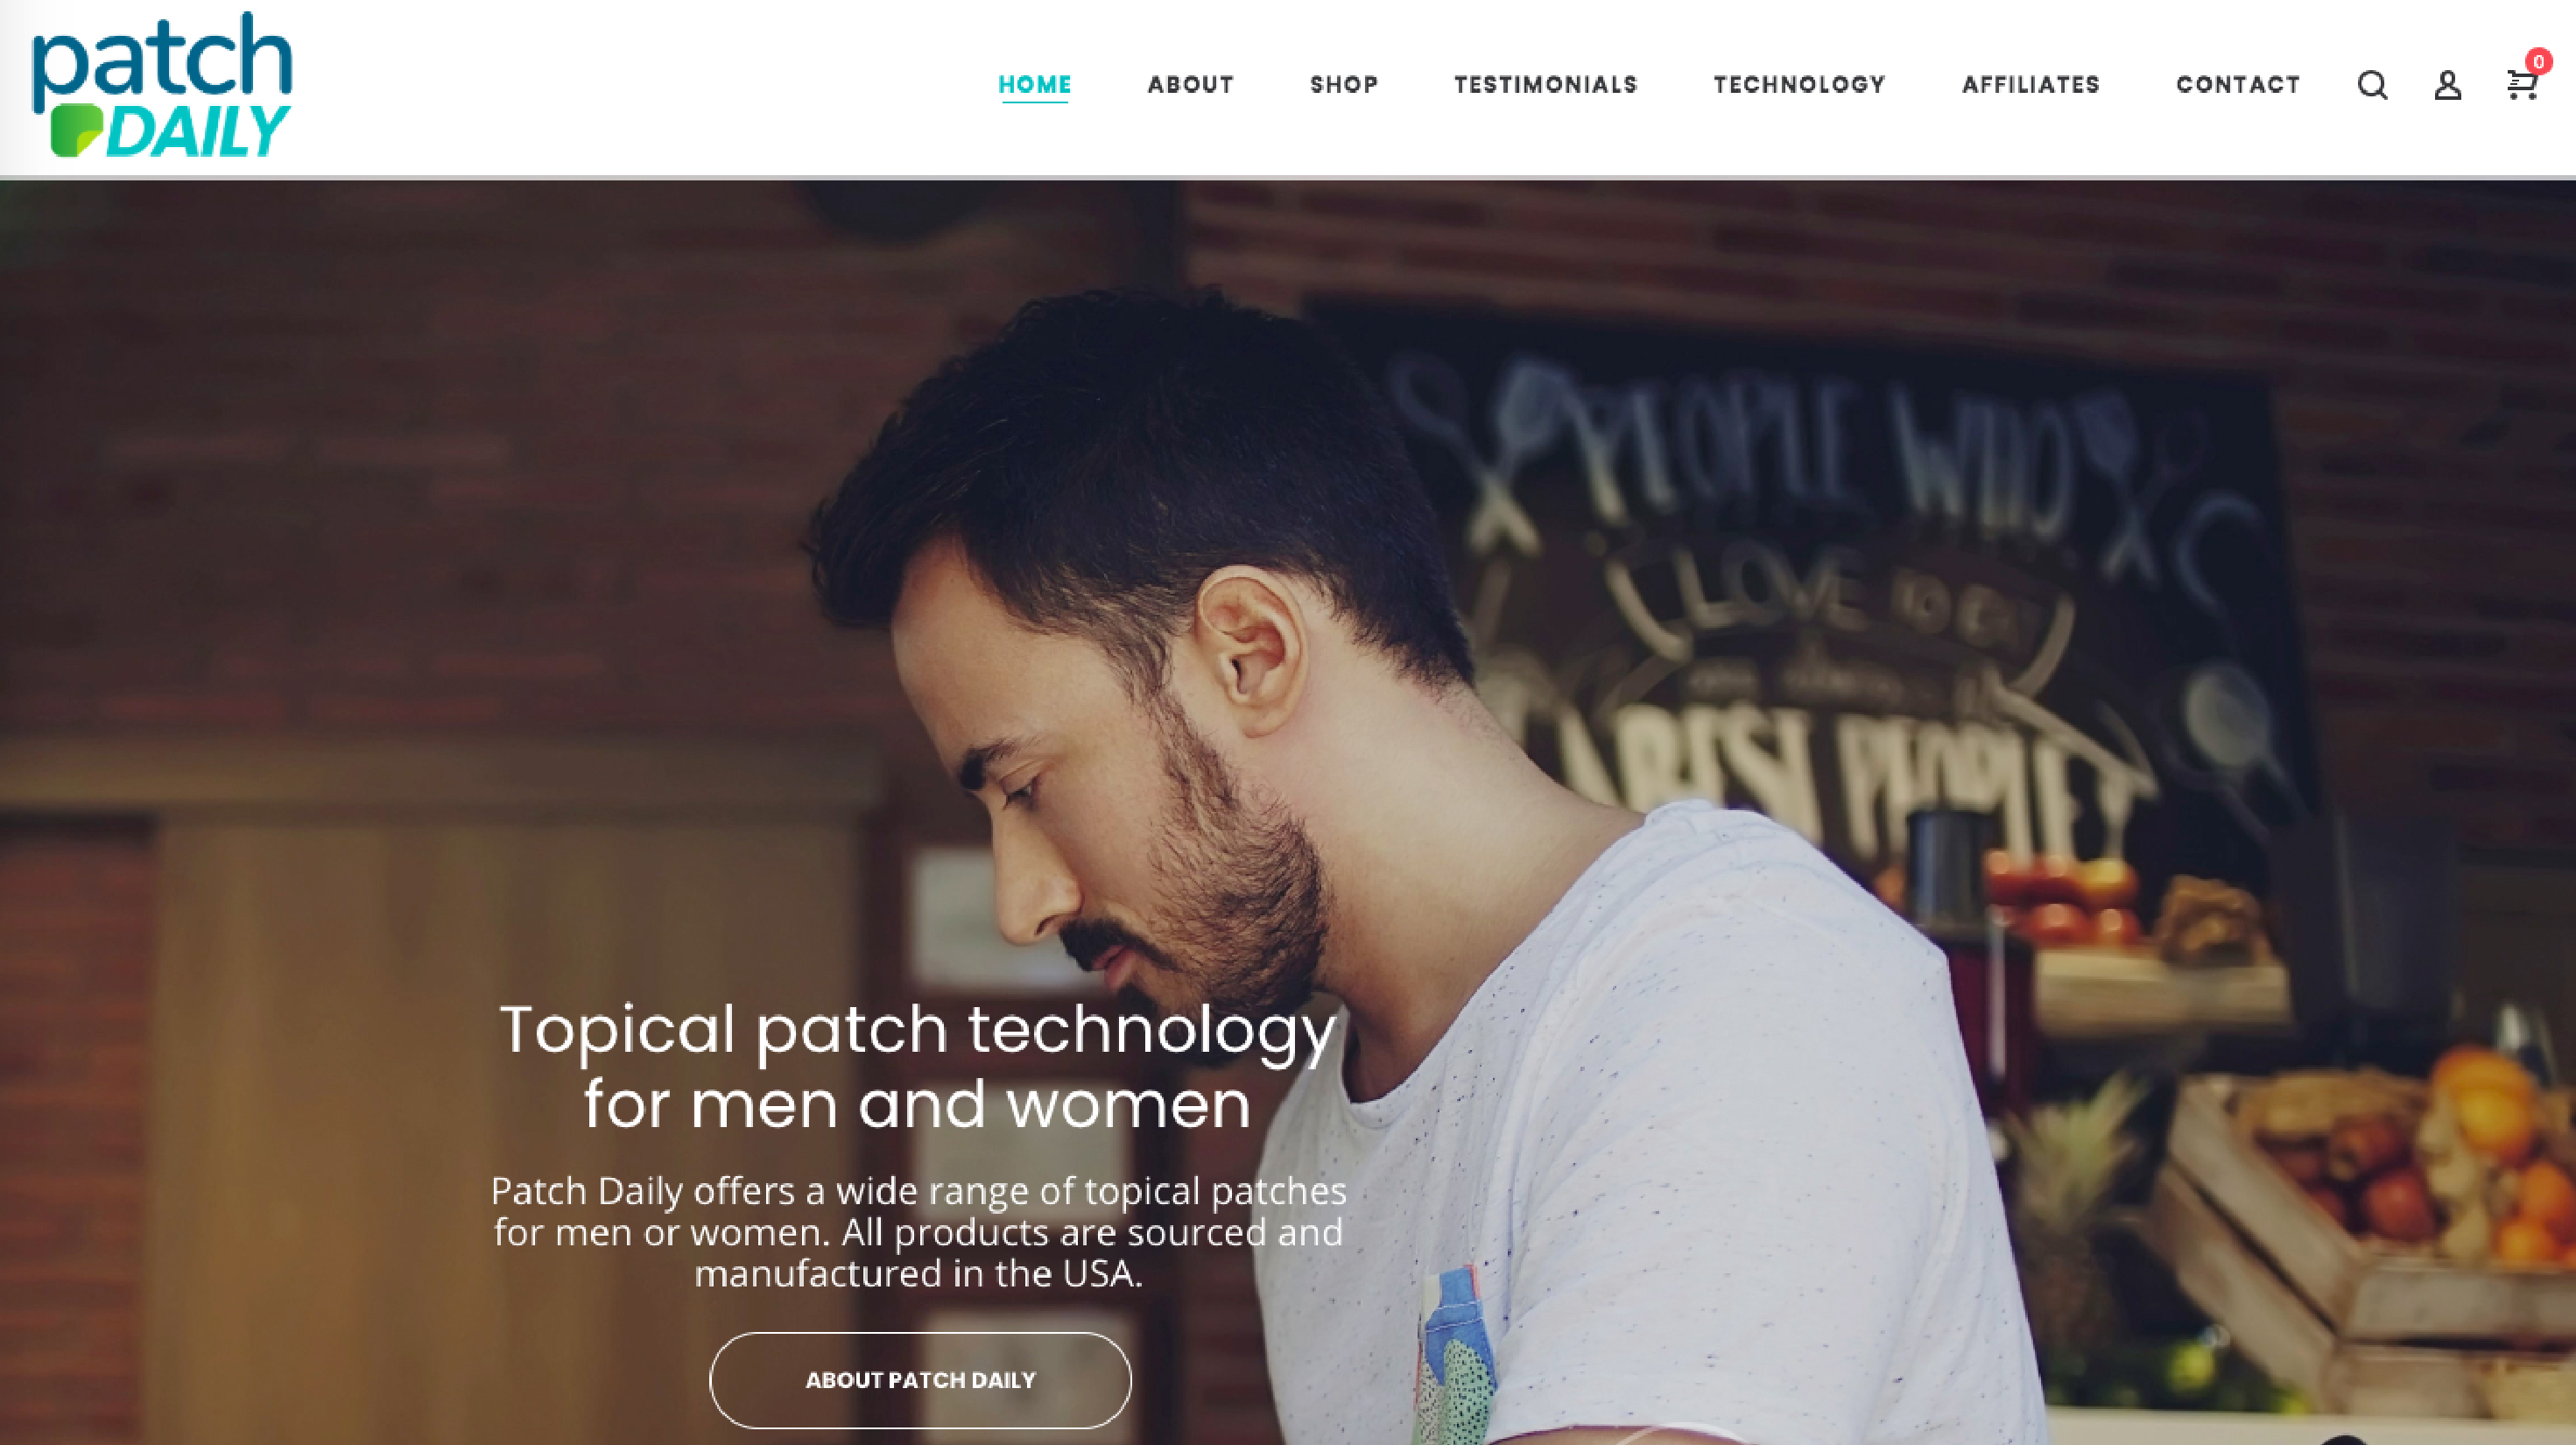 patch
DAILY
HOME ABOUT SHOP TESTIMONIALS TECHNOLOGY AFFILIATES CONTACT 0
PEOPLE WHO
LOVE TO EAT
BEST PEOPLE
Topical patch technology
for men and women
Patch Daily offers a wide range of topical patches
for men or women. All products are sourced and
manufactured in the USA.
ABOUT PATCH DAILY